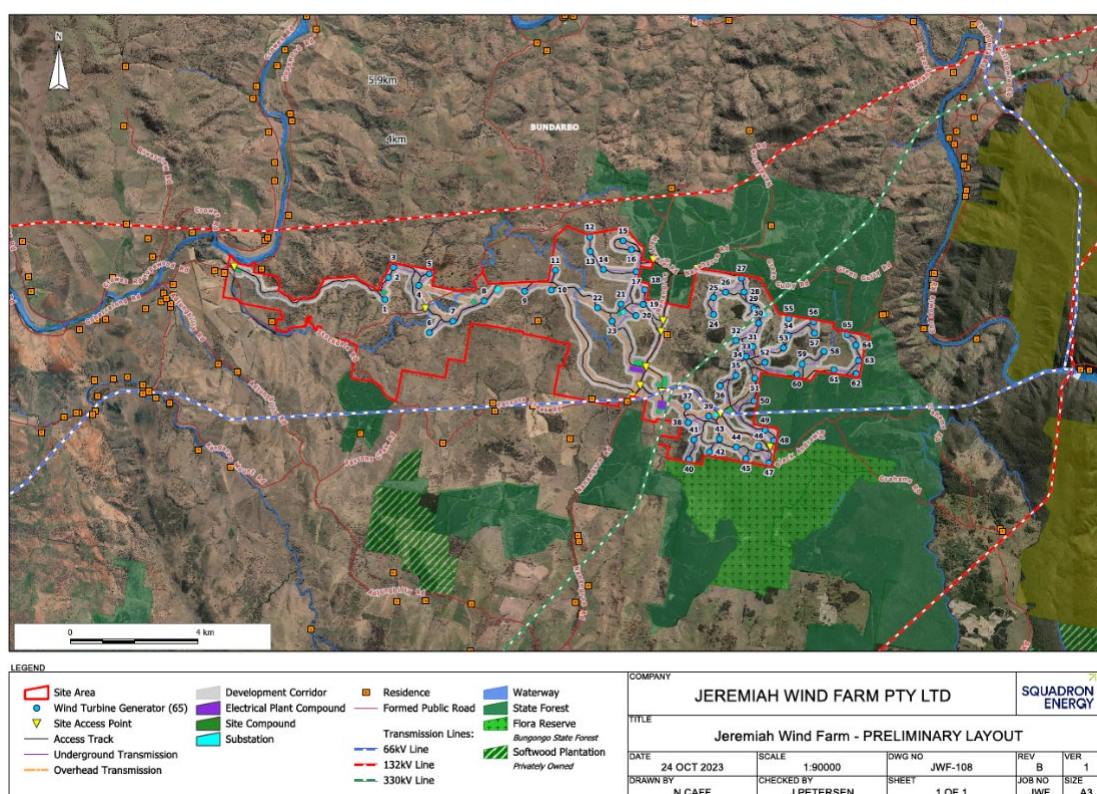 N
5.9km
4km
BUNDARBO
12
15
3
5
13
14
16
11
2
4
17
18
27
26
28
25
29
1
8
9
10
22
21
19
20
24
30
6
7
23
55
56
54
32
31
57
65
33
53
64
34
52
59
58
63
35
60
61
62
36
51
37
50
38
39
49
41
43
44
46
48
40
42
45
47
0 4 km
LEGEND
Site Area
Wind Turbine Generator (65)
Site Access Point
Access Track
Underground Transmission
Overhead Transmission
Development Corridor
Electrical Plant Compound
Site Compound
Substation
Residence
Formed Public Road
Transmission Lines:
66kV Line
132kV Line
330kV Line
Waterway
State Forest
Flora Reserve
Bungongo State Forest
Softwood Plantation
Privately Owned
COMPANY
JEREMIAH WIND FARM PTY LTD
SQUADRON
ENERGY
TITLE
Jeremiah Wind Farm - PRELIMINARY LAYOUT
DATE SCALE DWG NO REV VER
24 OCT 2023 1:90000 JWF-108 B 1
DRAWN BY CHECKED BY SHEET JOB NO SIZE
N.CAFE J.PETERSEN 1 OF 1 JWF A3